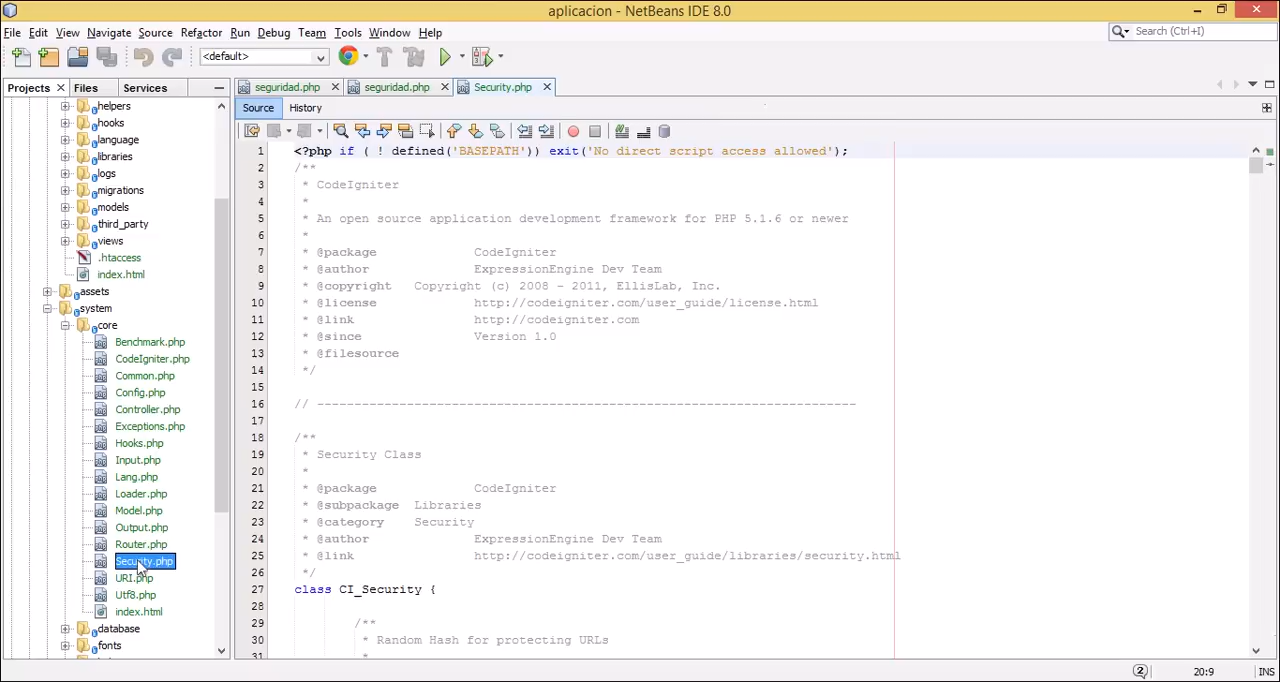 aplicacion - NetBeans IDE 8.0
File Edit View Navigate Source Refactor Run Debug Team Tools Window Help
Search (Ctrl+I)
<default>
Projects Files Services
seguridad.php seguridad.php Security.php
Source History
helpers
hooks
language
libraries
logs
migrations
models
third_party
views
.htaccess
index.html
assets
system
core
Benchmark.php
CodeIgniter.php
Common.php
Config.php
Controller.php
Exceptions.php
Hooks.php
Input.php
Lang.php
Loader.php
Model.php
Output.php
Router.php
Security.php
URI.php
Utf8.php
index.html
database
fonts
1 <?php if ( ! defined('BASEPATH')) exit('No direct script access allowed');
2 /**
3 * CodeIgniter
4 *
5 * An open source application development framework for PHP 5.1.6 or newer
6 *
7 * @package CodeIgniter
8 * @author ExpressionEngine Dev Team
9 * @copyright Copyright (c) 2008 - 2011, EllisLab, Inc.
10 * @license http://codeigniter.com/user_guide/license.html
11 * @link http://codeigniter.com
12 * @since Version 1.0
13 * @filesource
14 */
15
16 // ------------------------------------------------------------------------
17
18 /**
19 * Security Class
20 *
21 * @package CodeIgniter
22 * @subpackage Libraries
23 * @category Security
24 * @author ExpressionEngine Dev Team
25 * @link http://codeigniter.com/user_guide/libraries/security.html
26 */
27 class CI_Security {
28
29 /**
30 * Random Hash for protecting URLs
31 *
2 20:9 INS